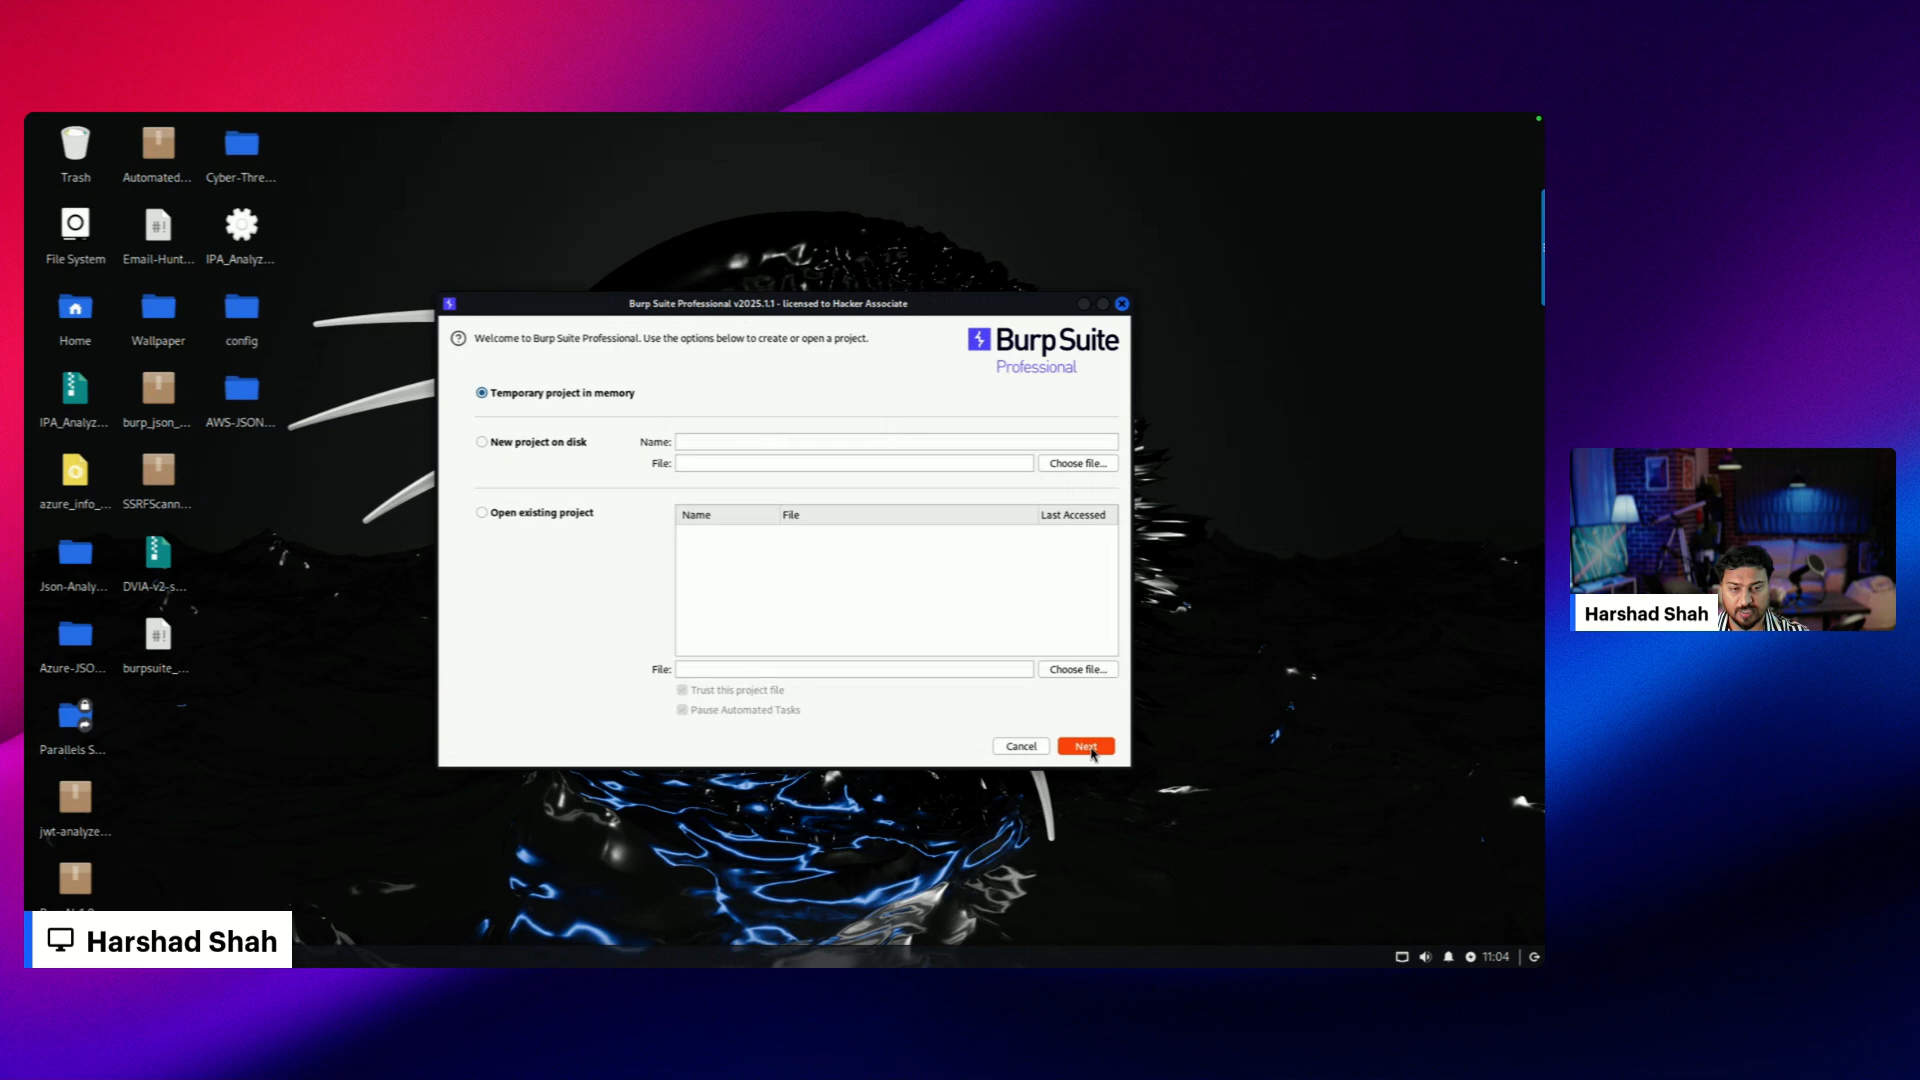 Trash
Automated...
Cyber-Thre...
File System
Email-Hunt...
IPA_Analyz...
Home
Wallpaper
config
IPA_Analyz...
burp_json_...
AWS-JSON...
azure_info_...
SSRFScann...
Json-Analy...
DVIA-v2-s...
Azure-JSO...
burpsuite_...
Parallels S...
jwt-analyze...
Burp Suite Professional v2025.1.1 - licensed to Hacker Associate
Welcome to Burp Suite Professional. Use the options below to create or open a project.
Burp Suite
Professional
Temporary project in memory
New project on disk
Name:
File:
Choose file...
Open existing project
Name
File
Last Accessed
File:
Choose file...
Trust this project file
Pause Automated Tasks
Cancel
Next
11:04
Harshad Shah
Harshad Shah